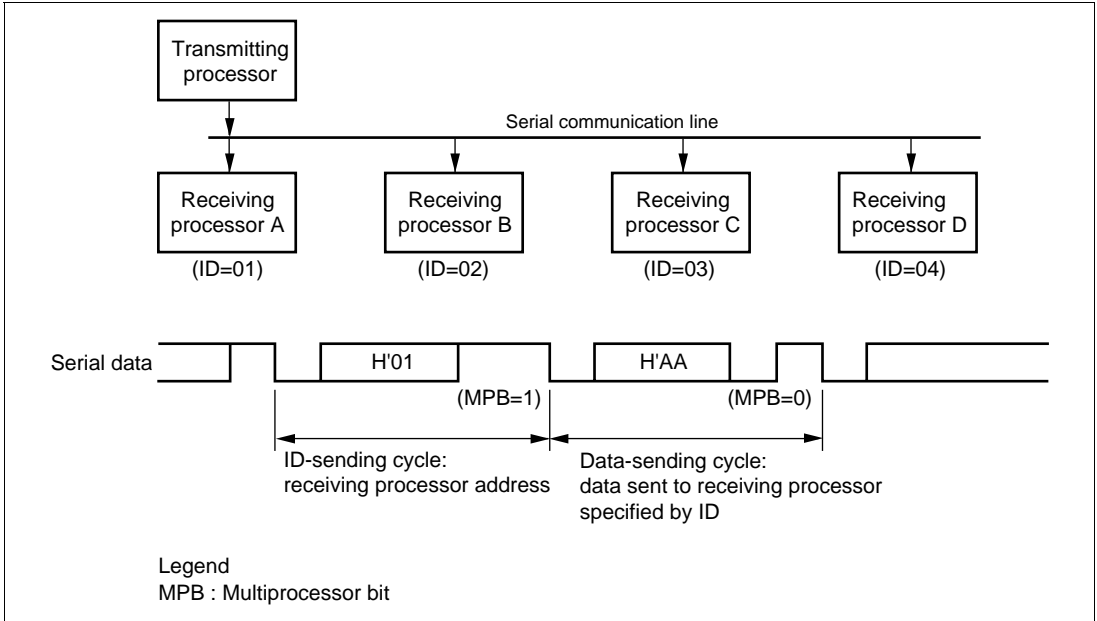 Transmitting
processor
Serial communication line
Receiving
processor A
Receiving
processor B
Receiving
processor C
Receiving
processor D
(ID=01)
(ID=02)
(ID=03)
(ID=04)
Serial data
H'01
H'AA
(MPB=1)
(MPB=0)
ID-sending cycle:
receiving processor address
Data-sending cycle:
data sent to receiving processor
specified by ID
Legend
MPB : Multiprocessor bit